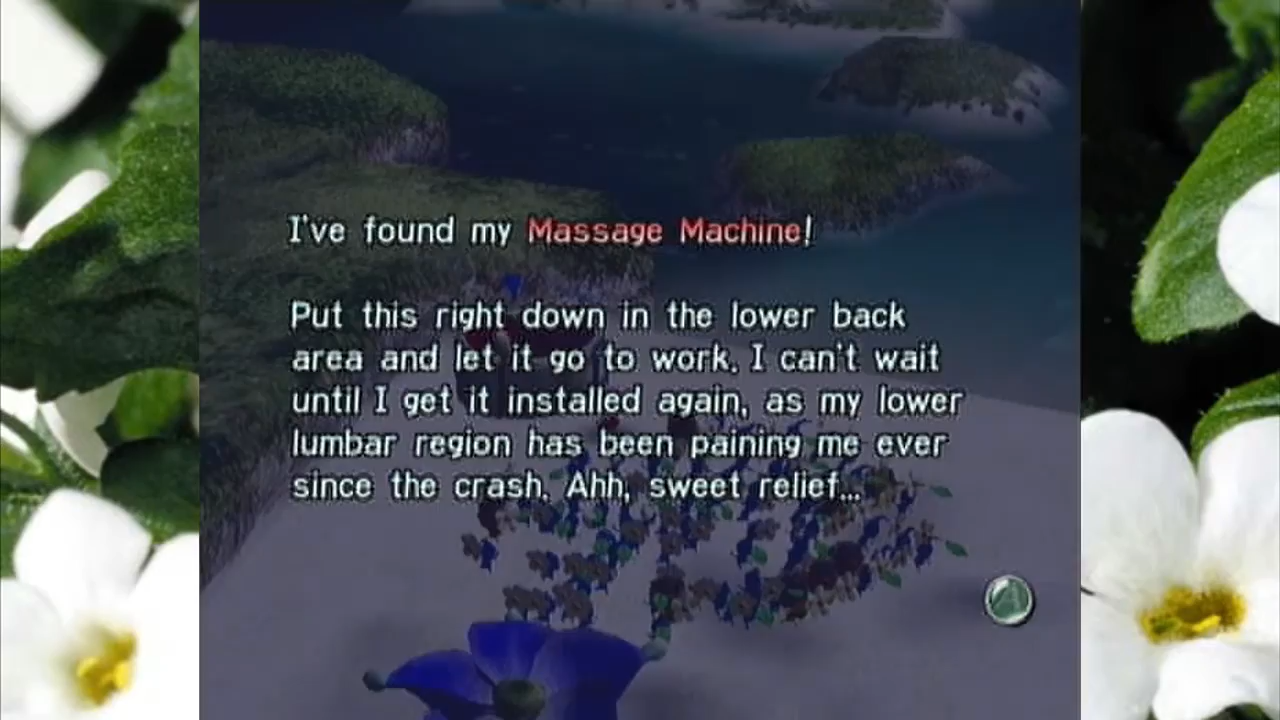 I've found my Massage Machine!
Put this right down in the lower back
area and let it go to work. I can't wait
until I get it installed again, as my lower
lumbar region has been paining me ever
since the crash. Ahh, sweet relief...
A